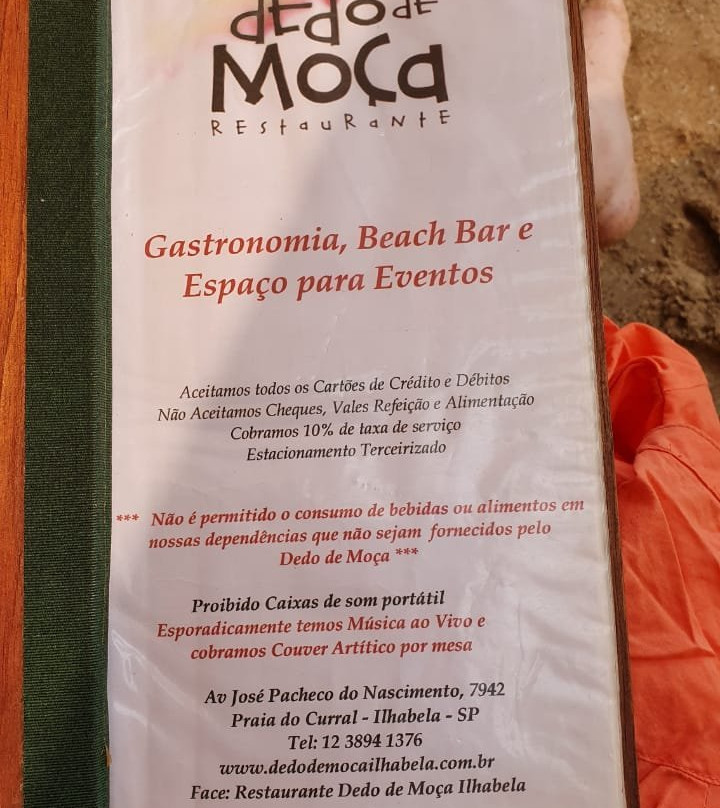 dEdo dE
MoÇa
REstauRantE
Gastronomia, Beach Bar e
Espaço para Eventos
Aceitamos todos os Cartões de Crédito e Débitos
Não Aceitamos Cheques, Vales Refeição e Alimentação
Cobramos 10% de taxa de serviço
Estacionamento Terceirizado
*** Não é permitido o consumo de bebidas ou alimentos em
nossas dependências que não sejam fornecidos pelo
Dedo de Moça ***
Proibido Caixas de som portátil
Esporadicamente temos Música ao Vivo e
cobramos Couver Artítico por mesa
Av José Pacheco do Nascimento, 7942
Praia do Curral - Ilhabela - SP
Tel: 12 3894 1376
www.dedodemocailhabela.com.br
Face: Restaurante Dedo de Moça Ilhabela